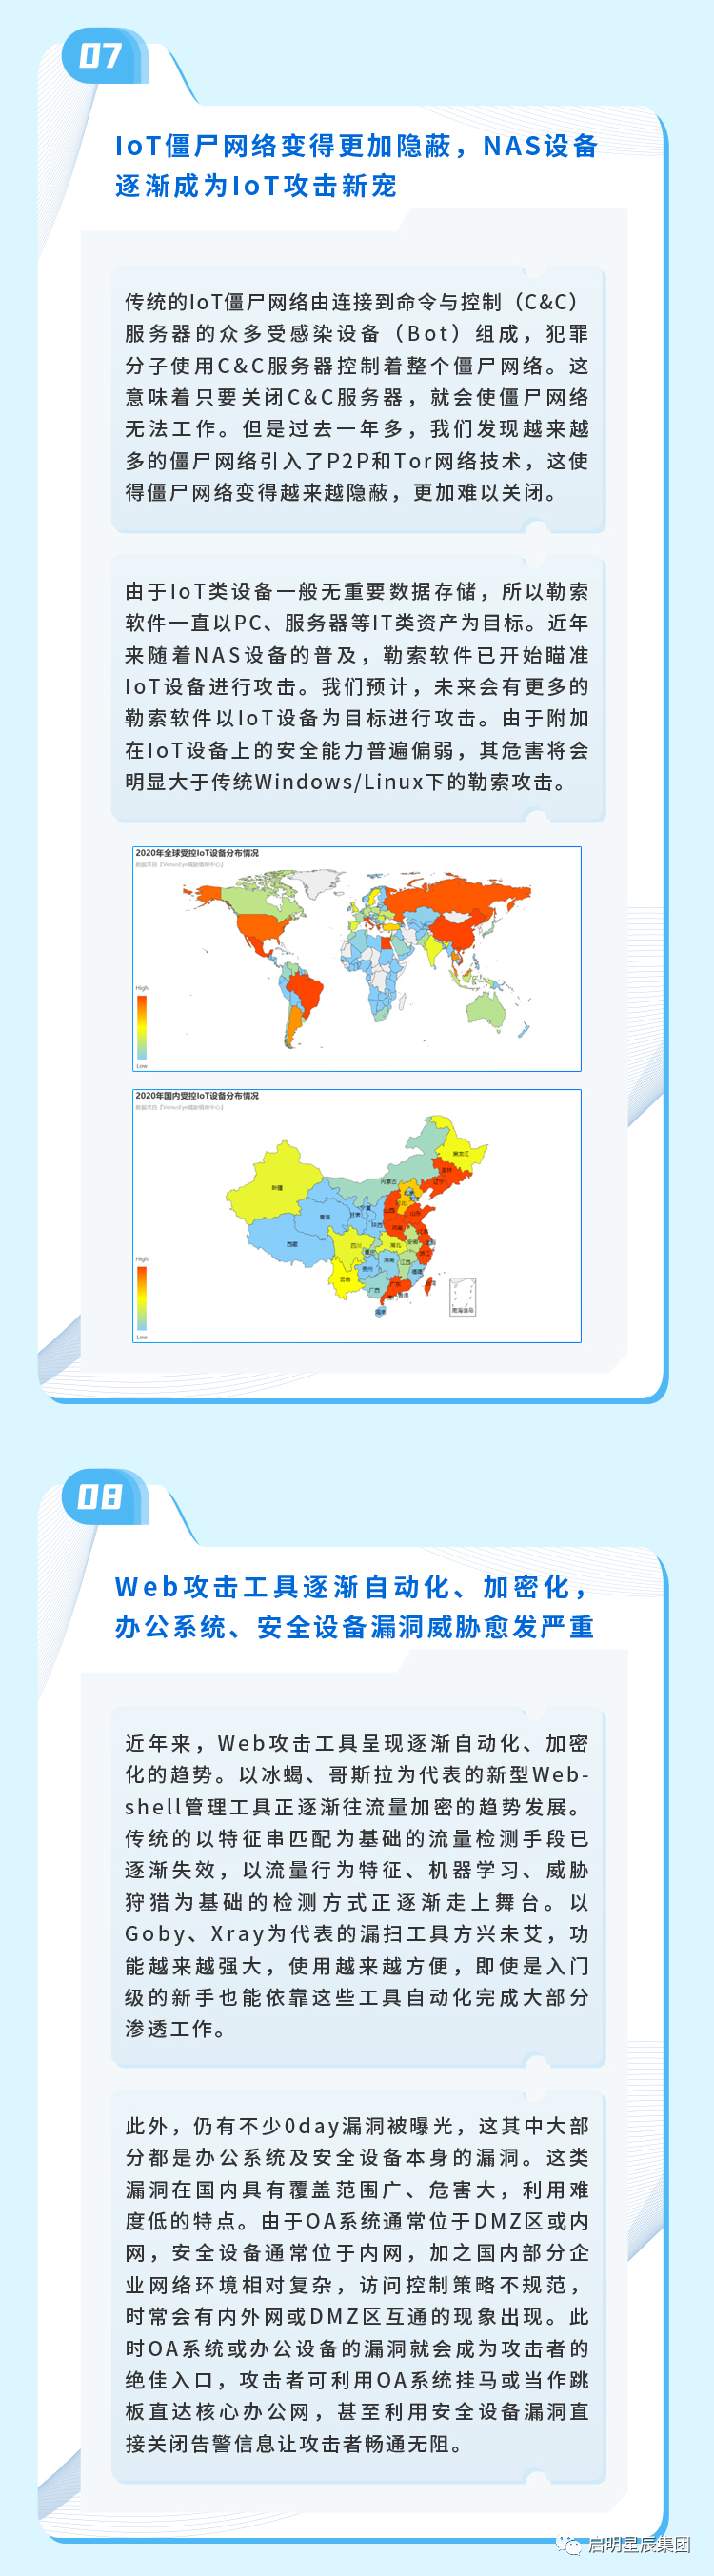 07
IoT僵尸网络变得更加隐蔽，NAS设备
逐渐成为IoT攻击新宠
传统的IoT僵尸网络由连接到命令与控制（C&C）
服务器的众多受感染设备（Bot）组成，犯罪
分子使用C&C服务器控制着整个僵尸网络。这
意味着只要关闭C&C服务器，就会使僵尸网络
无法工作。但是过去一年多，我们发现越来越
多的僵尸网络引入了P2P和Tor网络技术，这使
得僵尸网络变得越来越隐蔽，更加难以关闭。
由于IoT类设备一般无重要数据存储，所以勒索
软件一直以PC、服务器等IT类资产为目标。近年
来随着NAS设备的普及，勒索软件已开始瞄准
IoT设备进行攻击。我们预计，未来会有更多的
勒索软件以IoT设备为目标进行攻击。由于附加
在IoT设备上的安全能力普遍偏弱，其危害将会
明显大于传统Windows/Linux下的勒索攻击。
2020年全球受控IoT设备分布情况
High
Low
2020年国内受控IoT设备分布情况
黑龙江
吉林
辽宁
内蒙古
新疆
青海
甘肃
山西
山东
陕西
河南
西藏
四川
湖北
安徽
浙江
湖南
江西
贵州
福建
云南
广西
南海诸岛
High
Low
08
Web攻击工具逐渐自动化、加密化，
办公系统、安全设备漏洞威胁愈发严重
近年来，Web攻击工具呈现逐渐自动化、加密
化的趋势。以冰蝎、哥斯拉为代表的新型Web-
shell管理工具正逐渐往流量加密的趋势发展。
传统的以特征串匹配为基础的流量检测手段已
逐渐失效，以流量行为特征、机器学习、威胁
狩猎为基础的检测方式正逐渐走上舞台。以
Goby、Xray为代表的漏扫工具方兴未艾，功
能越来越强大，使用越来越方便，即使是入门
级的新手也能依靠这些工具自动化完成大部分
渗透工作。
此外，仍有不少0day漏洞被曝光，这其中大部
分都是办公系统及安全设备本身的漏洞。这类
漏洞在国内具有覆盖范围广、危害大，利用难
度低的特点。由于OA系统通常位于DMZ区或内
网，安全设备通常位于内网，加之国内部分企
业网络环境相对复杂，访问控制策略不规范，
时常会有内外网或DMZ区互通的现象出现。此
时OA系统或办公设备的漏洞就会成为攻击者的
绝佳入口，攻击者可利用OA系统挂马或当作跳
板直达核心办公网，甚至利用安全设备漏洞直
接关闭告警信息让攻击者畅通无阻。
启明星辰集团